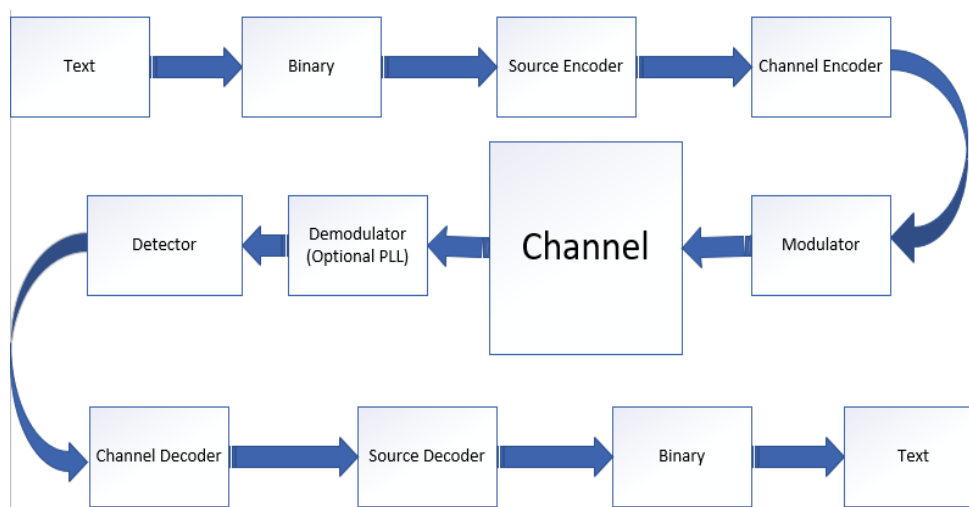 Text
Binary
Source Encoder
Channel Encoder
Modulator
Channel
Demodulator
(Optional PLL)
Detector
Channel Decoder
Source Decoder
Binary
Text